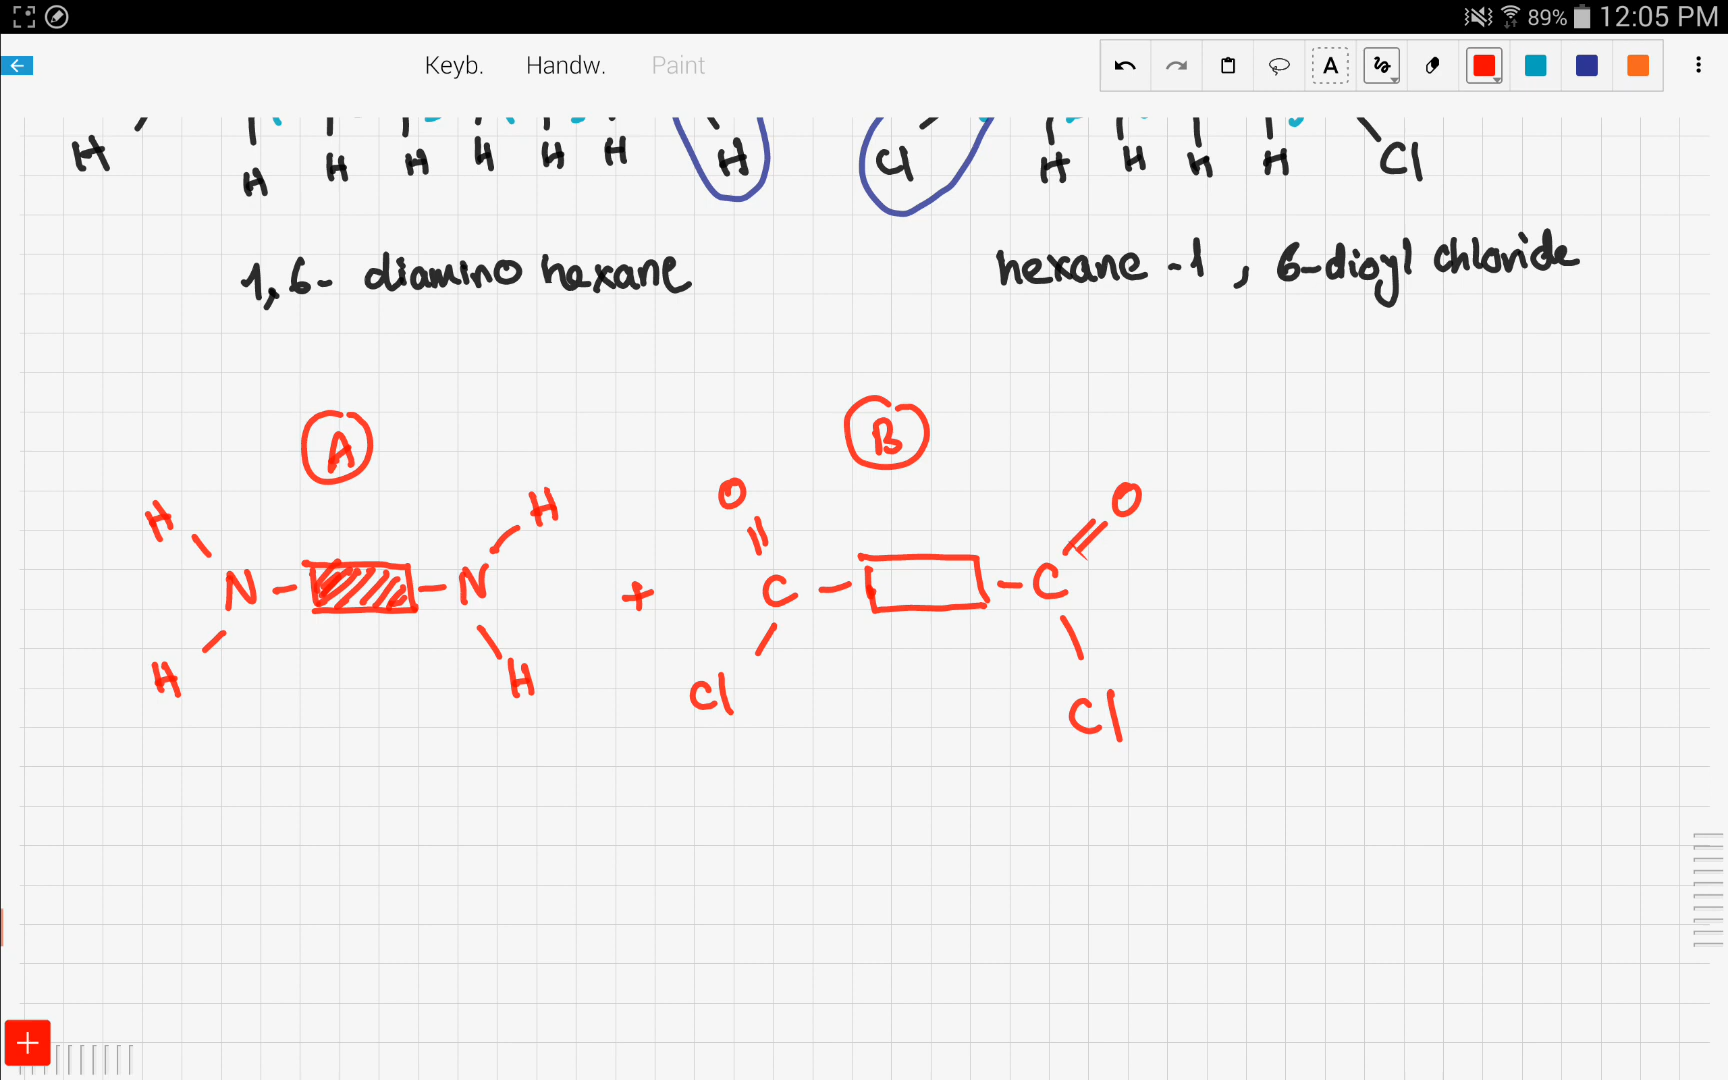 89% 12:05 PM
Keyb. Handw. Paint A
H H H H H H H H Cl H H H H Cl
1,6- diamino hexane hexane -1, 6-dioyl chloride
A B
H H O O
N N + C C
H H Cl Cl